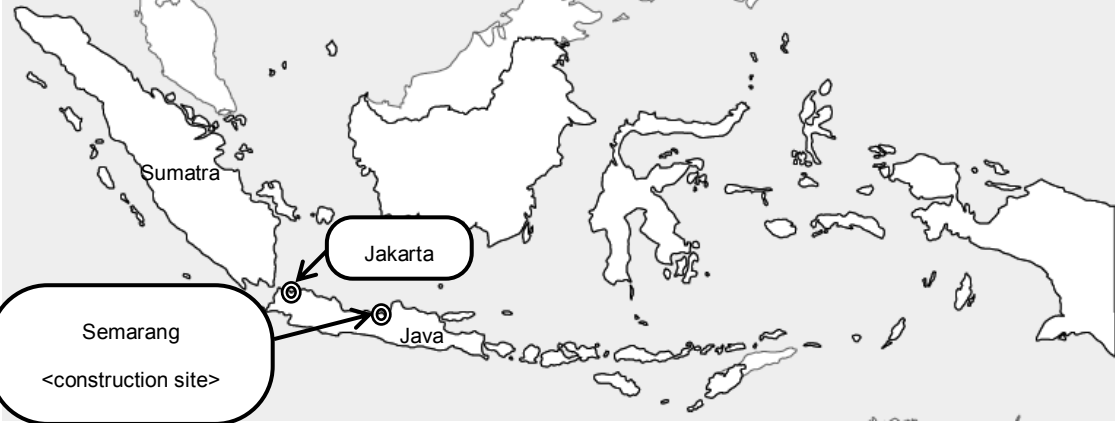 Sumatra
Jakarta
Semarang
<construction site>
Java